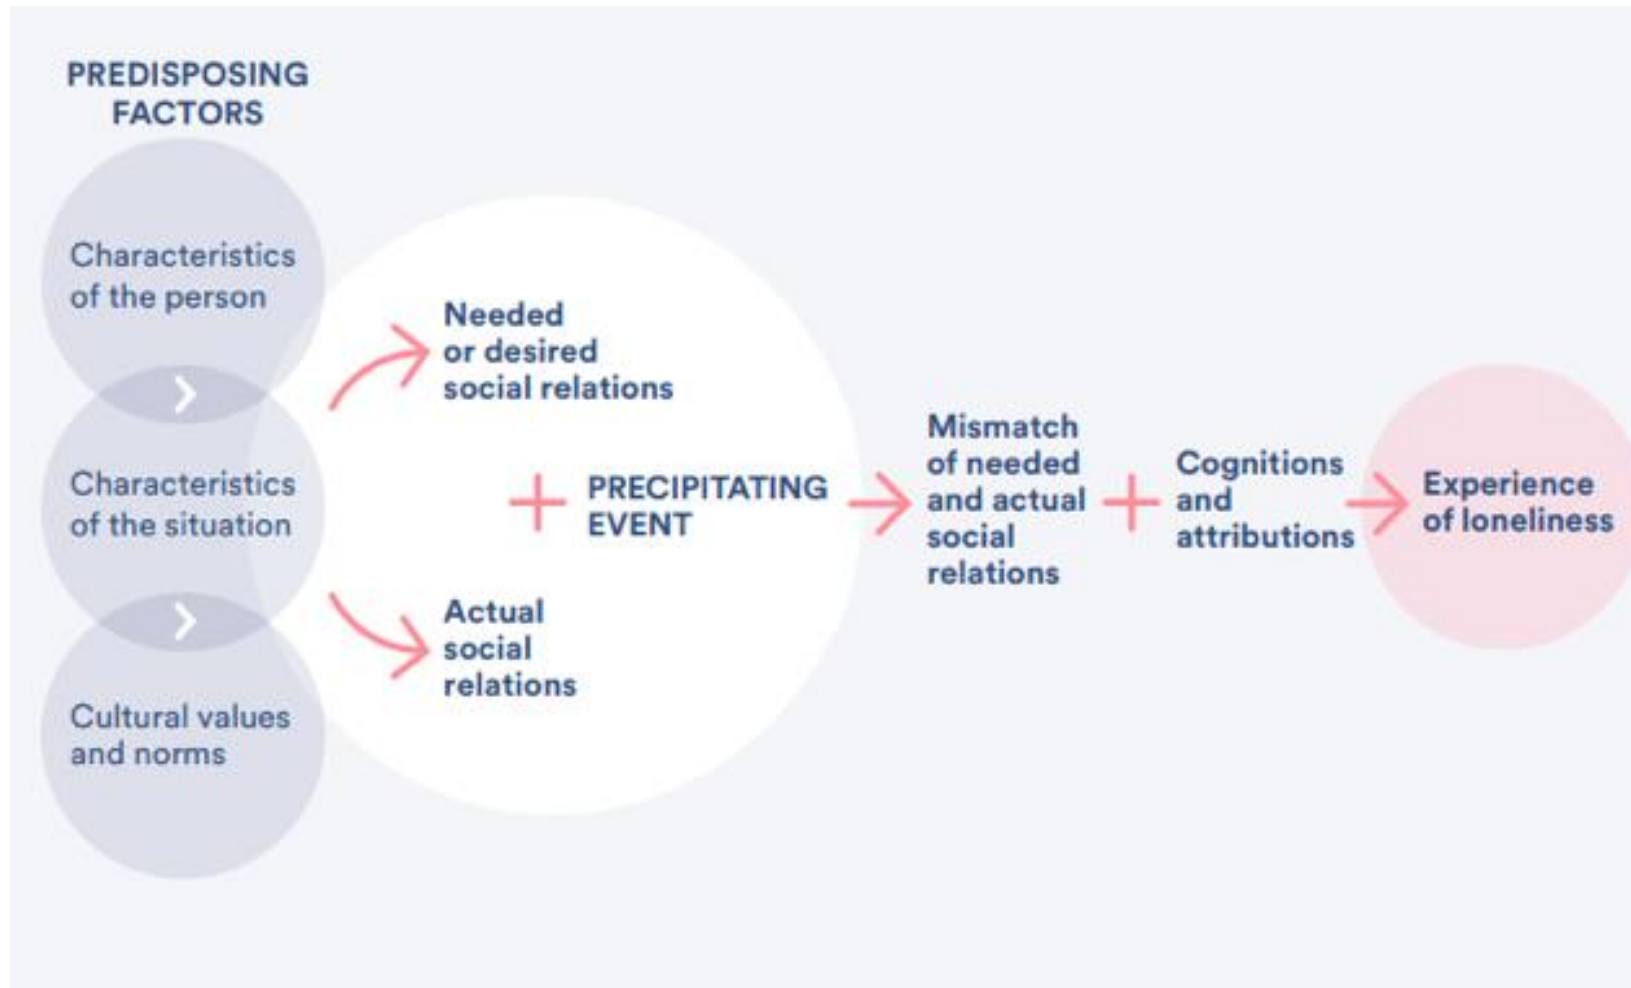 PREDISPOSING
FACTORS
Characteristics
of the person
Characteristics
of the situation
Cultural values
and norms
Needed
or desired
social relations
+ PRECIPITATING
EVENT
Actual
social
relations
Mismatch
of needed
and actual
social
relations
+
Cognitions
and
attributions
Experience
of loneliness